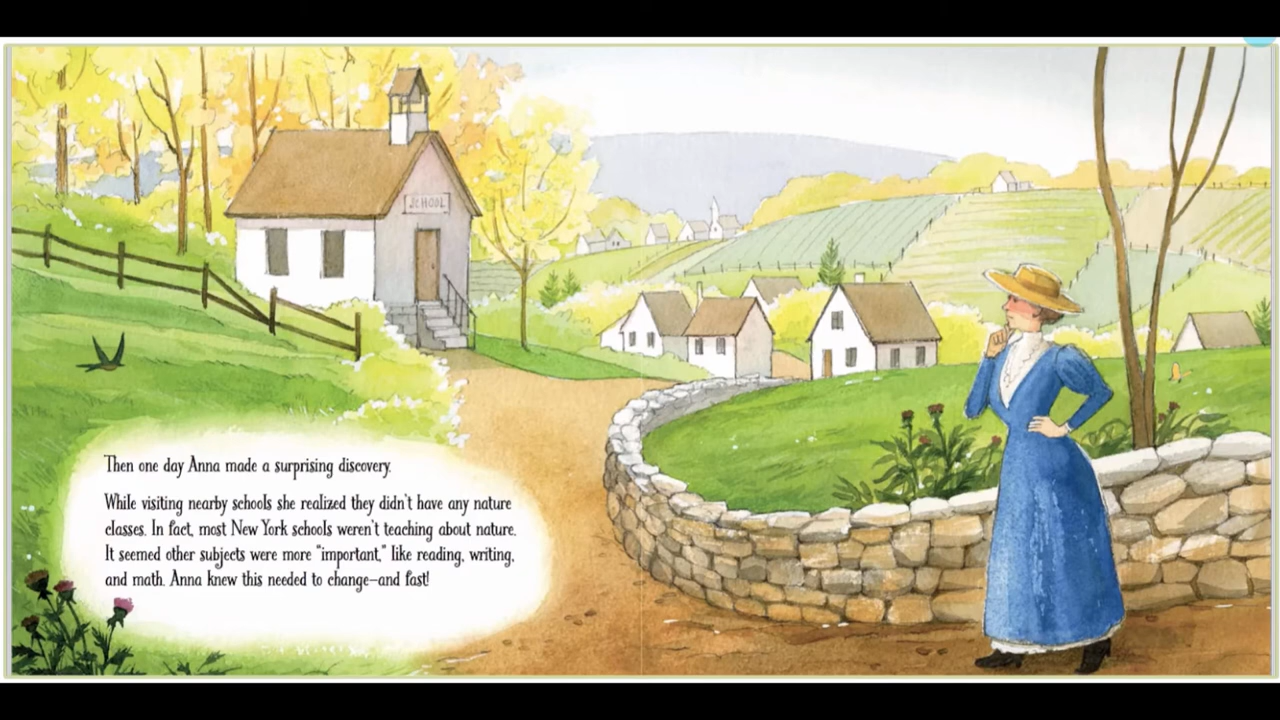 SCHOOL
Then one day Anna made a surprising discovery.
While visiting nearby schools she realized they didn't have any nature
classes. In fact, most New York schools weren't teaching about nature.
It seemed other subjects were more "important," like reading, writing,
and math. Anna knew this needed to change—and fast!